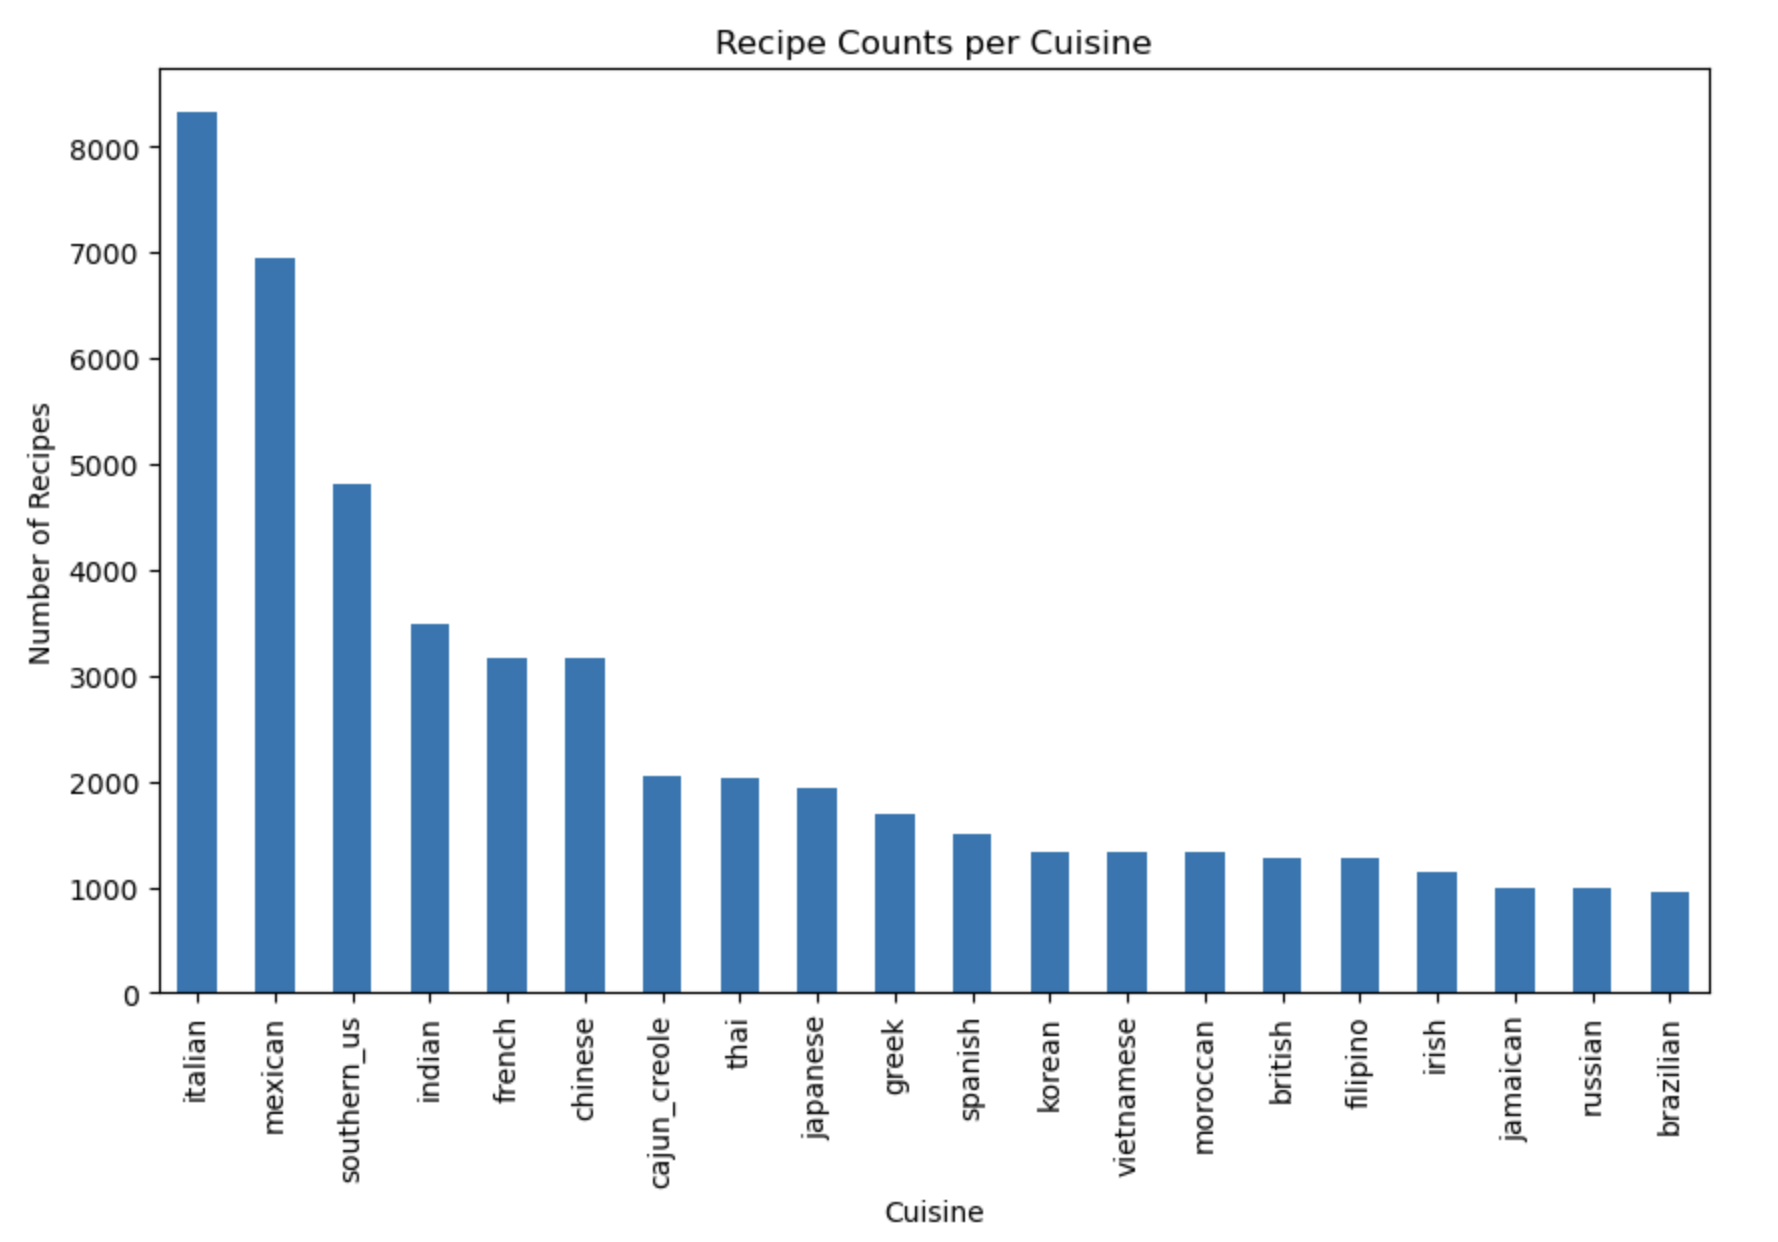 Recipe Counts per Cuisine
Number of Recipes
8000
7000
6000
5000
4000
3000
2000
1000
0
italian
mexican
southern_us
indian
french
chinese
cajun_creole
thai
japanese
greek
spanish
korean
vietnamese
moroccan
british
filipino
irish
jamaican
russian
brazilian
Cuisine